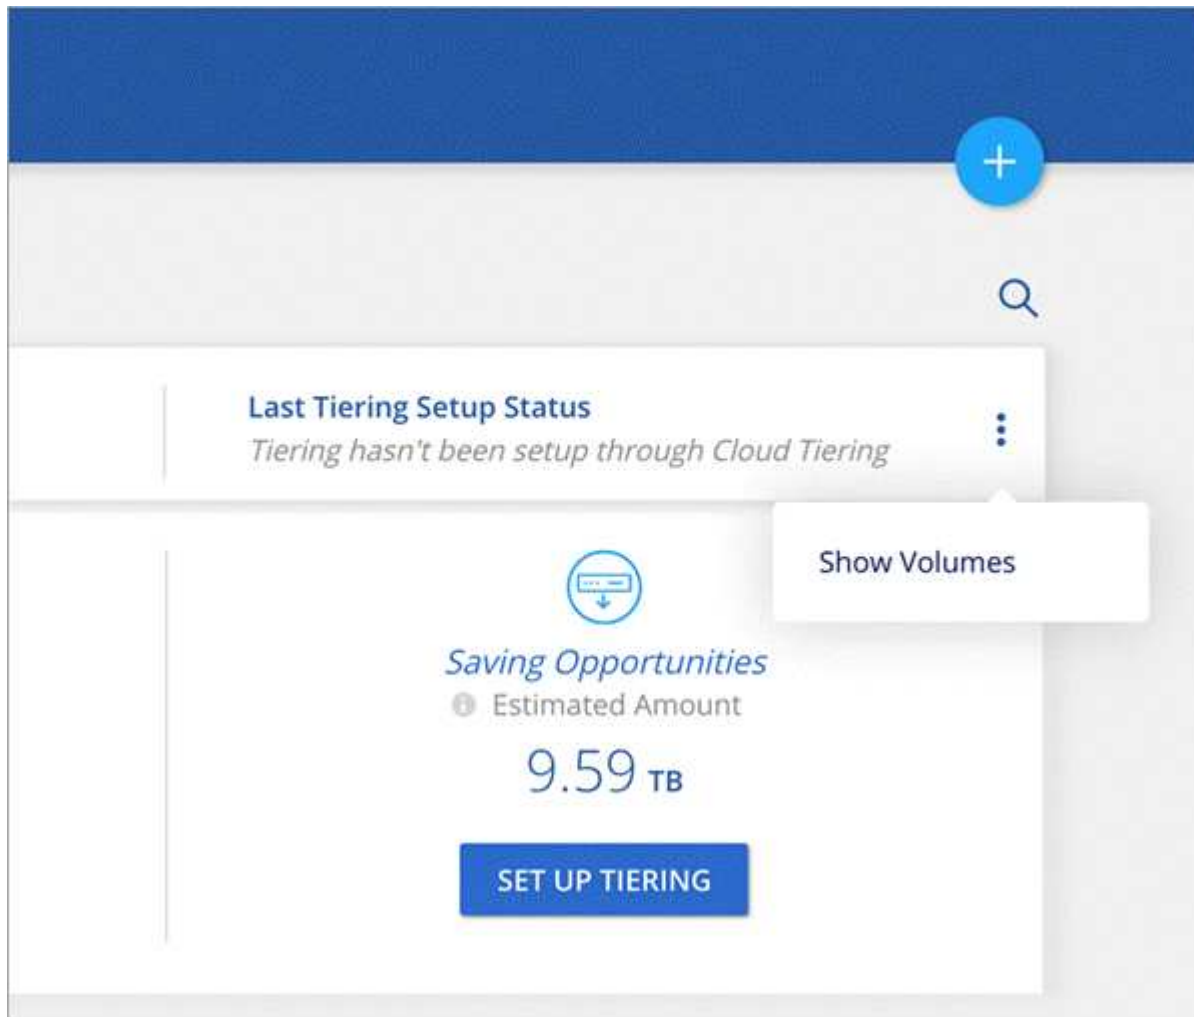 Last Tiering Setup Status
Tiering hasn't been setup through Cloud Tiering
Show Volumes
Saving Opportunities
Estimated Amount
9.59 TB
SET UP TIERING